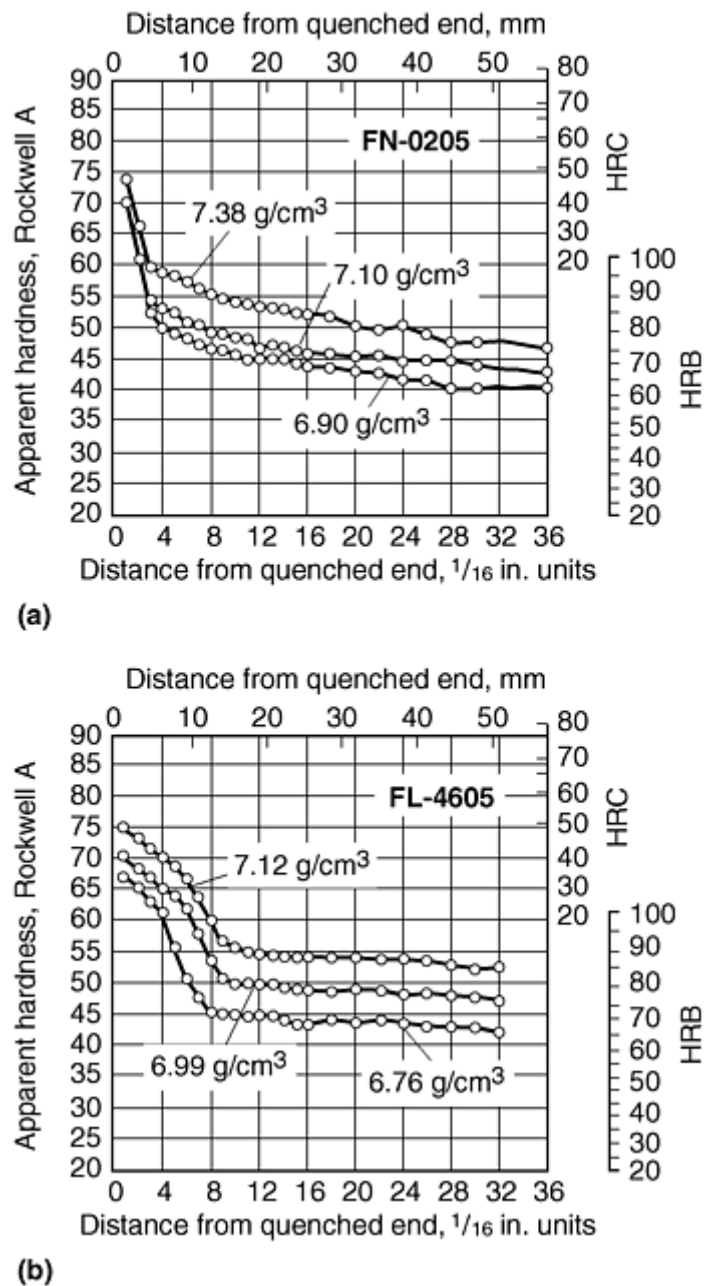 Distance from quenched end, mm
0 10 20 30 40 50
90
85
80
75
70
65
60
55
50
45
40
35
30
25
20
Apparent hardness, Rockwell A
FN-0205
7.38 g/cm³
7.10 g/cm³
6.90 g/cm³
80
70
60
50
40
30
20
HRC
100
90
80
70
60
50
40
30
20
HRB
0 4 8 12 16 20 24 28 32 36
Distance from quenched end, 1/16 in. units
(a)
Distance from quenched end, mm
0 10 20 30 40 50
90
85
80
75
70
65
60
55
50
45
40
35
30
25
20
Apparent hardness, Rockwell A
FL-4605
7.12 g/cm³
6.99 g/cm³
6.76 g/cm³
80
70
60
50
40
30
20
HRC
100
90
80
70
60
50
40
30
20
HRB
0 4 8 12 16 20 24 28 32 36
Distance from quenched end, 1/16 in. units
(b)